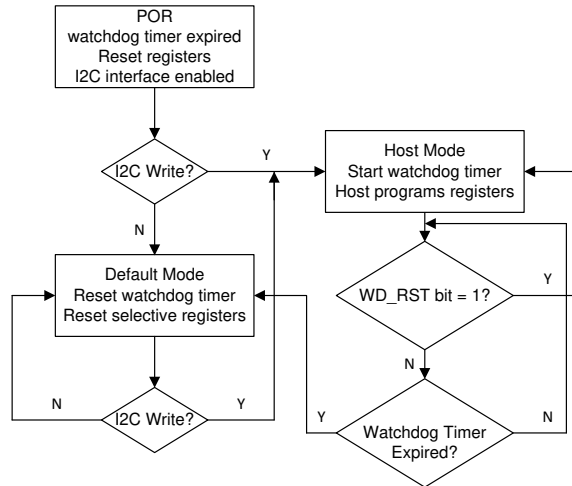 POR
watchdog timer expired
Reset registers
I2C interface enabled
I2C Write?
Y
N
Host Mode
Start watchdog timer
Host programs registers
Default Mode
Reset watchdog timer
Reset selective registers
WD_RST bit = 1?
Y
N
I2C Write?
N
Y
Watchdog Timer
Expired?
Y
N